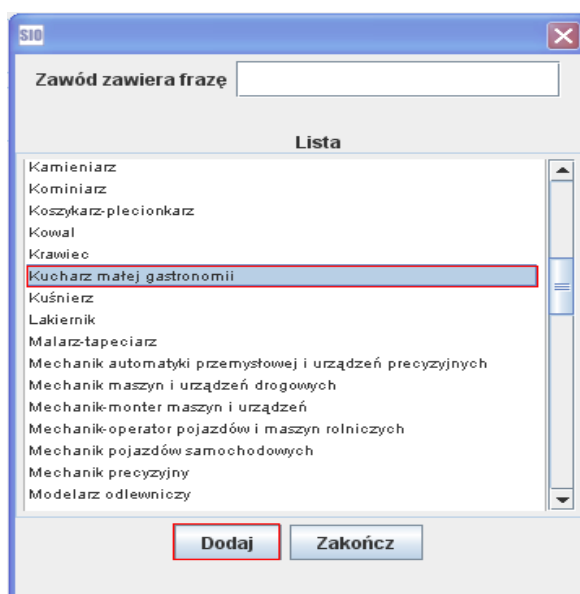 SIO
Zawód zawiera frazę
Lista
Kamieniarz
Kominiarz
Koszykarz-plecionkarz
Kowal
Krawiec
Kucharz małej gastronomii
Kuśnierz
Lakiernik
Malarz-tapeciarz
Mechanik automatyki przemysłowej i urządzeń precyzyjnych
Mechanik maszyn i urządzeń drogowych
Mechanik-monter maszyn i urządzeń
Mechanik-operator pojazdów i maszyn rolniczych
Mechanik pojazdów samochodowych
Mechanik precyzyjny
Modelarz odlewniczy
Dodaj Zakończ